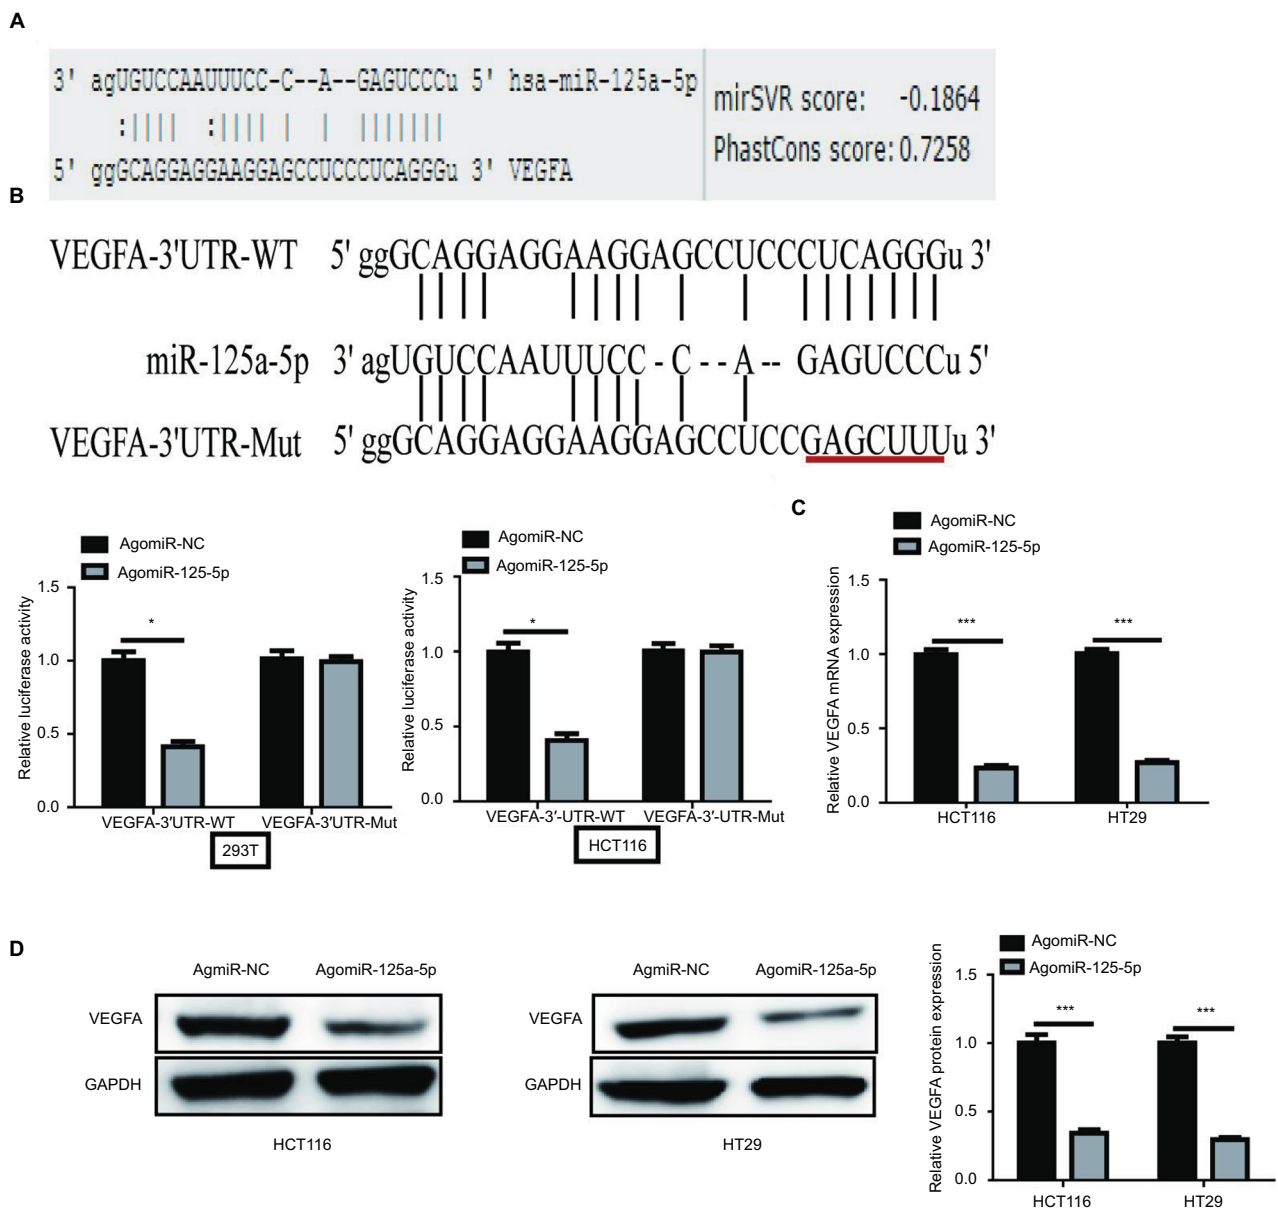 A
3' agUGUCCAAUUUCC-C--A--GAGUCCCu 5' hsa-miR-125a-5p
:|||| :|||| | | |||||||
5' ggGCAGGAGGAAGGAGCCUCCCUCAGGGu 3' VEGFA
mirSVR score: -0.1864
PhastCons score: 0.7258
B
VEGFA-3'UTR-WT 5' ggGCAGGAGGAAGGAGCCUCCCUCAGGGu 3'
miR-125a-5p 3' agUGUCCAAUUUCC - C - - A -- GAGUCCCu 5'
VEGFA-3'UTR-Mut 5' ggGCAGGAGGAAGGAGCCUCCGAGCUUUu 3'
AgomiR-NC
AgomiR-125-5p
Relative luciferase activity
1.5
1.0
0.5
0.0
*
VEGFA-3'UTR-WT VEGFA-3'UTR-Mut
293T
AgomiR-NC
AgomiR-125-5p
Relative luciferase activity
1.5
1.0
0.5
0.0
*
VEGFA-3'-UTR-WT VEGFA-3'-UTR-Mut
HCT116
C
AgomiR-NC
AgomiR-125-5p
Relative VEGFA mRNA expression
1.5
1.0
0.5
0.0
*** ***
HCT116 HT29
D
AgmiR-NC AgomiR-125a-5p
VEGFA
GAPDH
HCT116
AgmiR-NC AgomiR-125a-5p
VEGFA
GAPDH
HT29
AgomiR-NC
AgomiR-125-5p
Relative VEGFA protein expression
1.5
1.0
0.5
0.0
*** ***
HCT116 HT29